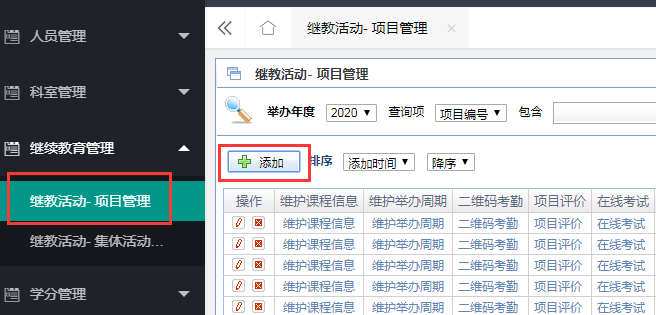 人员管理
科室管理
继续教育管理
继教活动- 项目管理
继教活动- 集体活动...
学分管理
继教活动- 项目管理
继教活动- 项目管理
举办年度 2020 查询项 项目编号 包含
添加 排序 添加时间 降序
操作 维护课程信息 维护举办周期 二维码考勤 项目评价 在线考试
维护课程信息 维护举办周期 二维码考勤 项目评价 在线考试
维护课程信息 维护举办周期 二维码考勤 项目评价 在线考试
维护课程信息 维护举办周期 二维码考勤 项目评价 在线考试
维护课程信息 维护举办周期 二维码考勤 项目评价 在线考试
维护课程信息 维护举办周期 二维码考勤 项目评价 在线考试